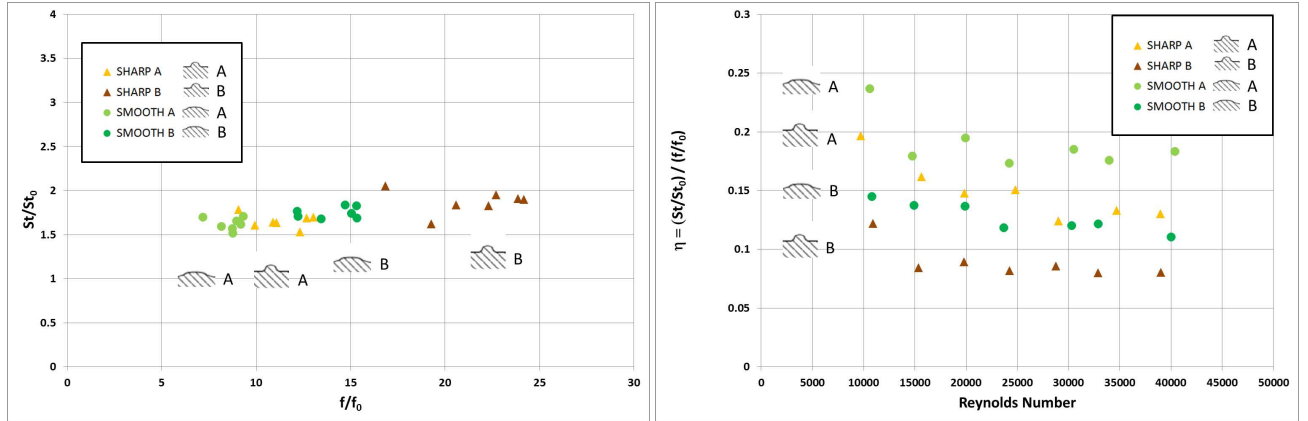 4
3.5
3
2.5
2
1.5
1
0.5
0
St/St0
SHARP A A
SHARP B B
SMOOTH A A
SMOOTH B B
A A B B
0 5 10 15 20 25 30
f/f0
0.3
0.25
0.2
0.15
0.1
0.05
0
η = (St/St0) / (f/f0)
A
A
B
B
SHARP A A
SHARP B B
SMOOTH A A
SMOOTH B B
0 5000 10000 15000 20000 25000 30000 35000 40000 45000 50000
Reynolds Number